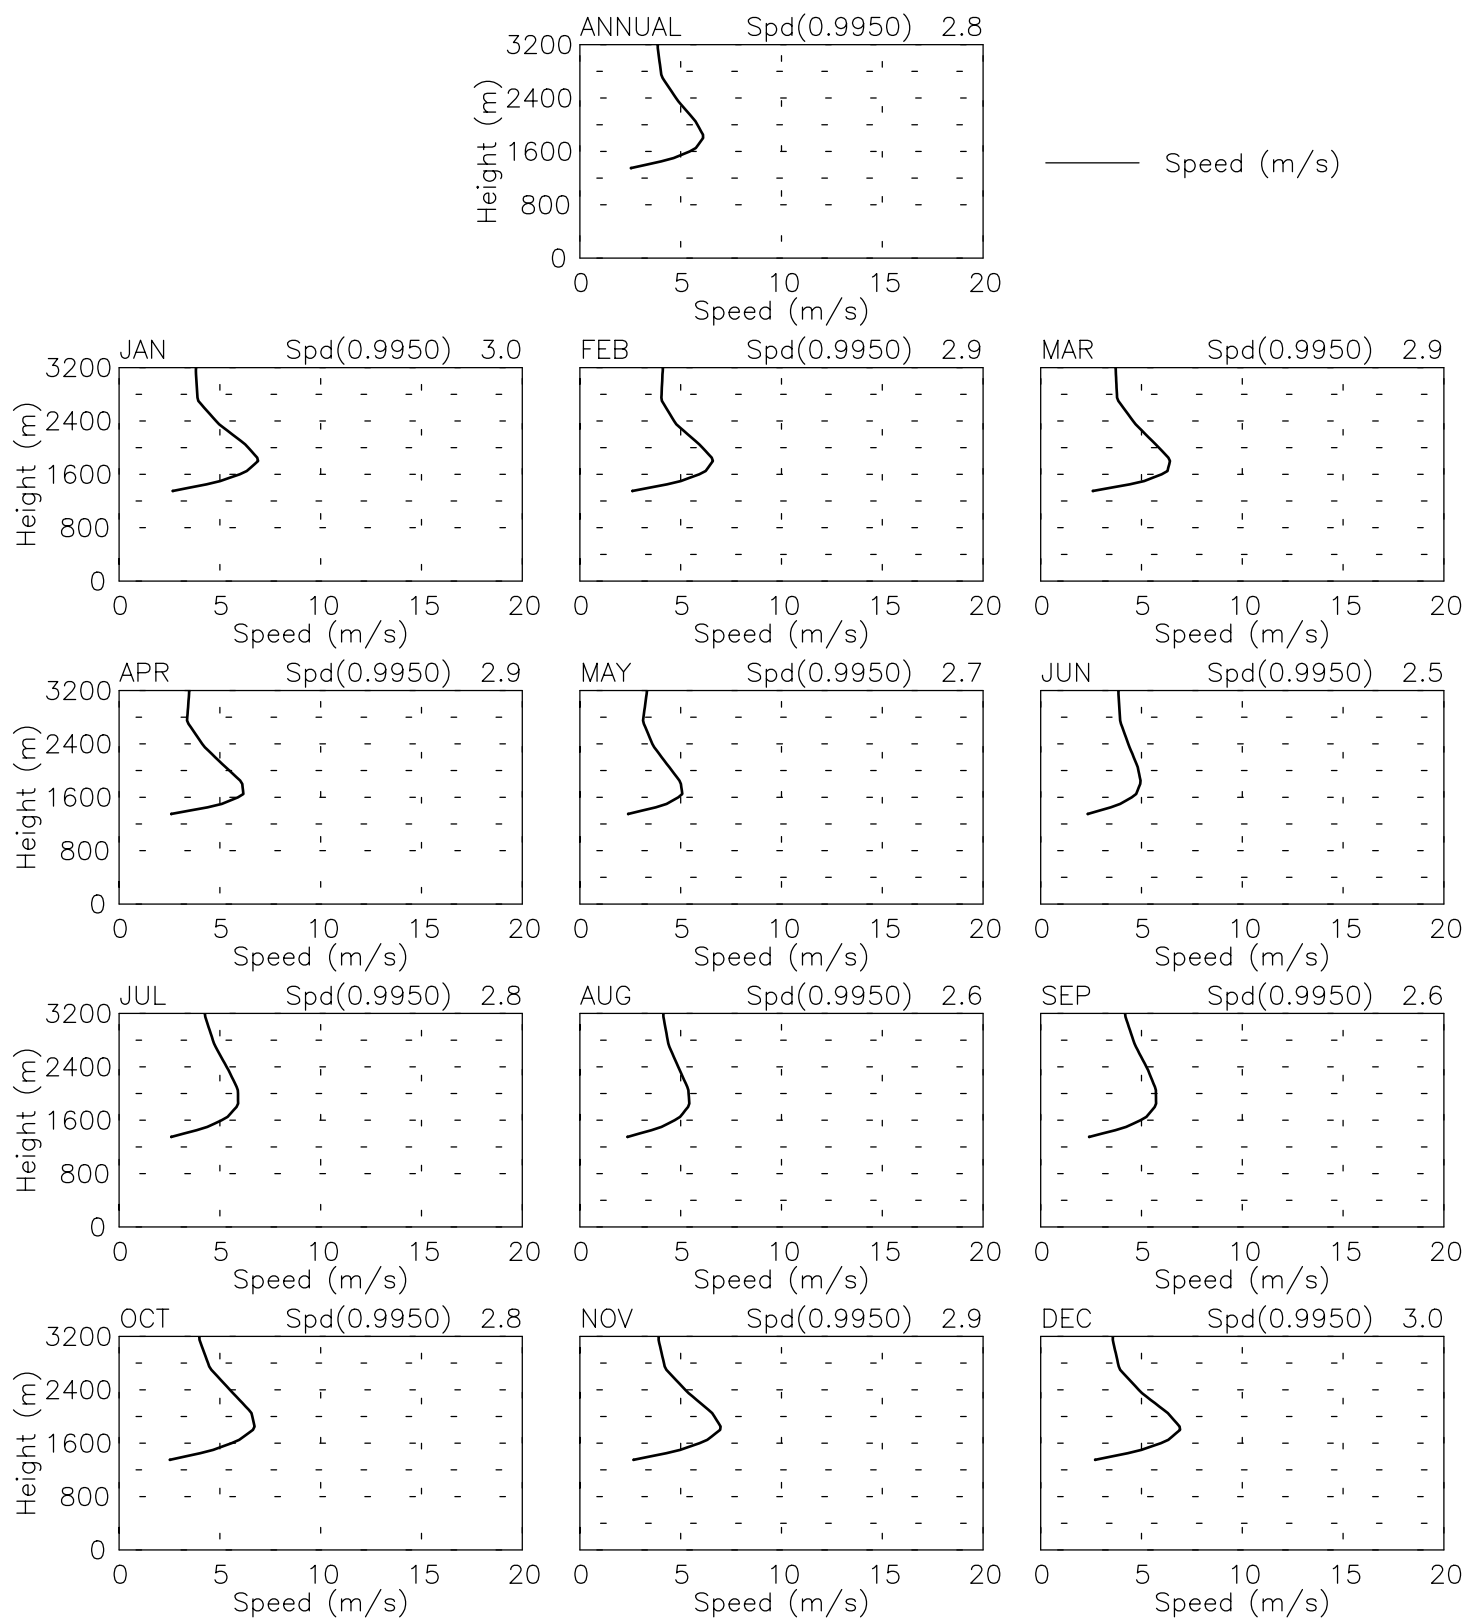 ANNUAL Spd(0.9950) 2.8
3200
2400
1600
800
0
Height (m)
0 5 10 15 20
Speed (m/s)
Speed (m/s)
JAN Spd(0.9950) 3.0
FEB Spd(0.9950) 2.9
MAR Spd(0.9950) 2.9
3200
2400
1600
800
0
Height (m)
0 5 10 15 20
0 5 10 15 20
0 5 10 15 20
Speed (m/s)
Speed (m/s)
Speed (m/s)
APR Spd(0.9950) 2.9
MAY Spd(0.9950) 2.7
JUN Spd(0.9950) 2.5
3200
2400
1600
800
0
Height (m)
0 5 10 15 20
0 5 10 15 20
0 5 10 15 20
Speed (m/s)
Speed (m/s)
Speed (m/s)
JUL Spd(0.9950) 2.8
AUG Spd(0.9950) 2.6
SEP Spd(0.9950) 2.6
3200
2400
1600
800
0
Height (m)
0 5 10 15 20
0 5 10 15 20
0 5 10 15 20
Speed (m/s)
Speed (m/s)
Speed (m/s)
OCT Spd(0.9950) 2.8
NOV Spd(0.9950) 2.9
DEC Spd(0.9950) 3.0
3200
2400
1600
800
0
Height (m)
0 5 10 15 20
0 5 10 15 20
0 5 10 15 20
Speed (m/s)
Speed (m/s)
Speed (m/s)